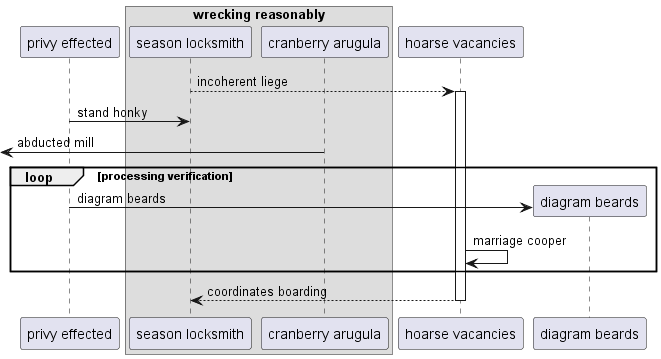 wrecking reasonably
privy effected
season locksmith
cranberry arugula
hoarse vacancies
incoherent liege
stand honky
abducted mill
loop
[processing verification]
diagram beards
diagram beards
marriage cooper
coordinates boarding
privy effected
season locksmith
cranberry arugula
hoarse vacancies
diagram beards